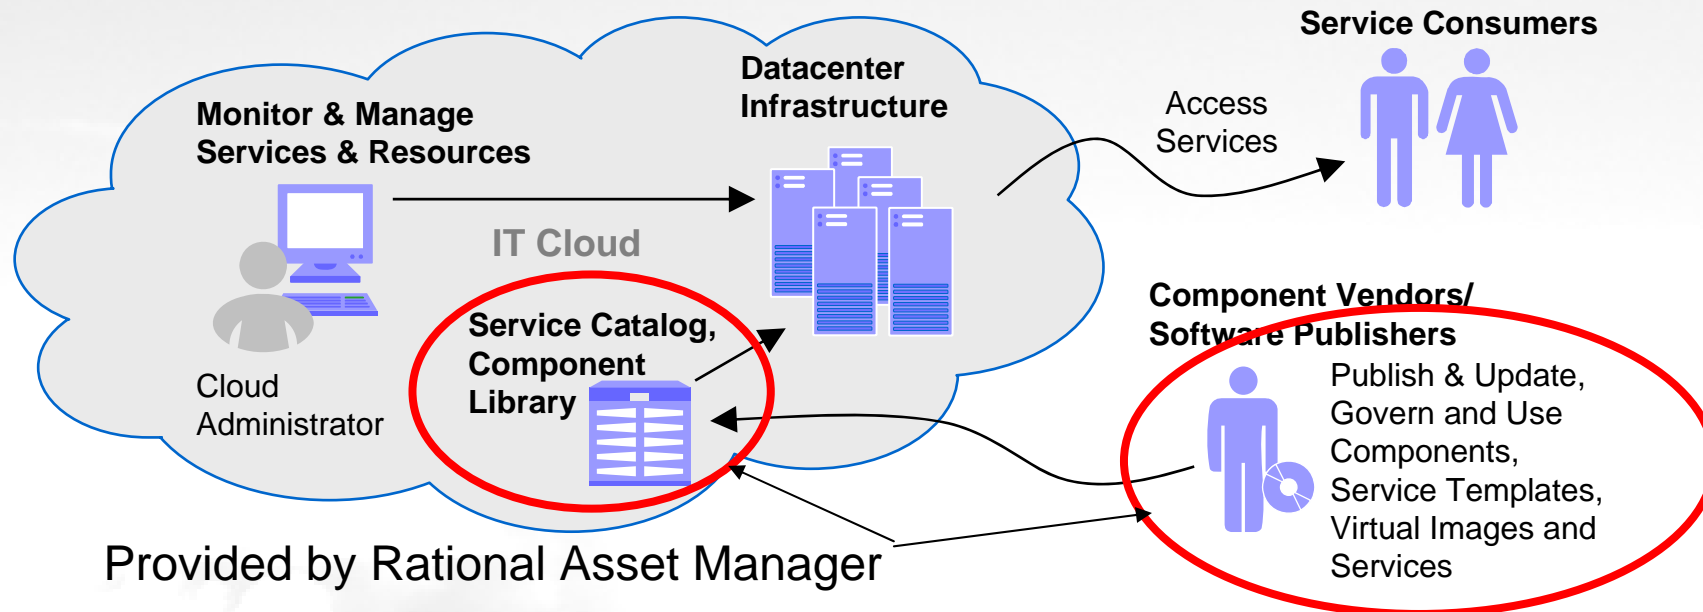 Service Consumers
Datacenter
Infrastructure
Monitor & Manage
Services & Resources
Access
Services
IT Cloud
Service Catalog,
Component
Library
Cloud
Administrator
Component Vendors/
Software Publishers
Publish & Update,
Govern and Use
Components,
Service Templates,
Virtual Images and
Services
Provided by Rational Asset Manager